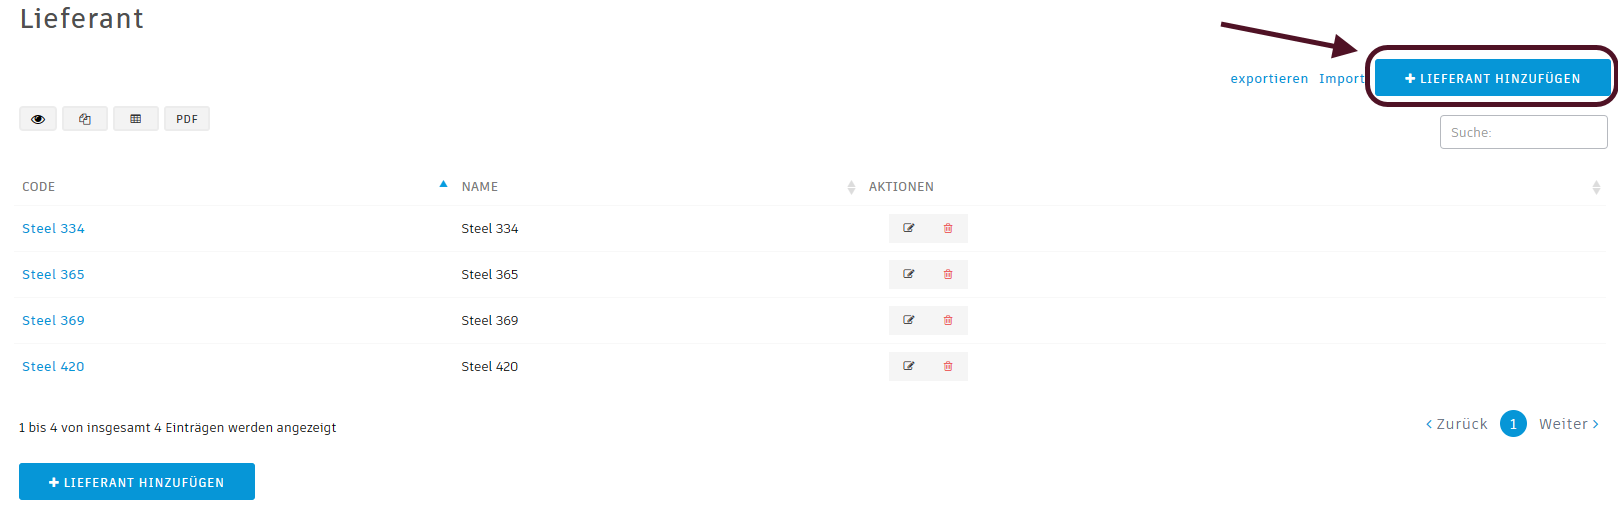 Lieferant
exportieren Import LIEFERANT HINZUFÜGEN
PDF
Suche:
CODE NAME AKTIONEN
Steel 334 Steel 334
Steel 365 Steel 365
Steel 369 Steel 369
Steel 420 Steel 420
1 bis 4 von insgesamt 4 Einträgen werden angezeigt
Zurück 1 Weiter
LIEFERANT HINZUFÜGEN